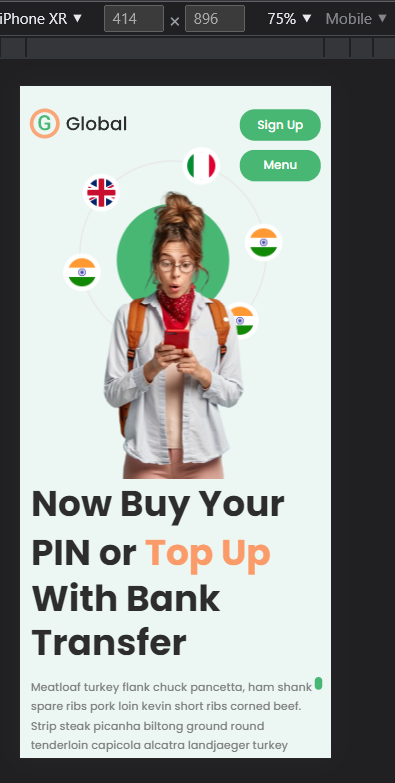 iPhone XR ▼ 414 × 896 75% ▼ Mobile ▼
G Global
Sign Up
Menu
Now Buy Your
PIN or Top Up
With Bank
Transfer
Meatloaf turkey flank chuck pancetta, ham shank
spare ribs pork loin kevin short ribs corned beef.
Strip steak picanha biltong ground round
tenderloin capicola alcatra landjaeger turkey